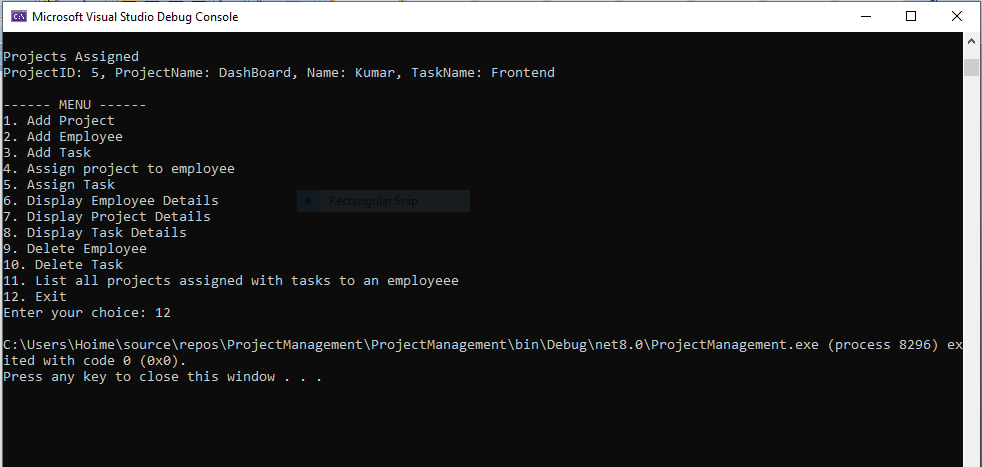 Microsoft Visual Studio Debug Console
Projects Assigned
ProjectID: 5, ProjectName: DashBoard, Name: Kumar, TaskName: Frontend
------ MENU ------
1. Add Project
2. Add Employee
3. Add Task
4. Assign project to employee
5. Assign Task
6. Display Employee Details
Rectangular Snip
7. Display Project Details
8. Display Task Details
9. Delete Employee
10. Delete Task
11. List all projects assigned with tasks to an employeee
12. Exit
Enter your choice: 12
C:\Users\Hoime\source\repos\ProjectManagement\ProjectManagement\bin\Debug\net8.0\ProjectManagement.exe (process 8296) ex
ited with code 0 (0x0).
Press any key to close this window . . .